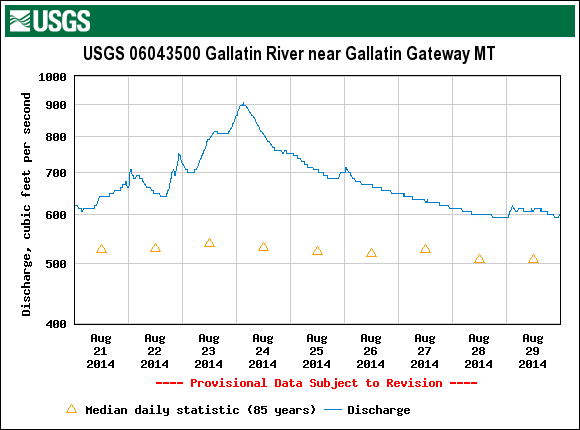 USGS
USGS 06043500 Gallatin River near Gallatin Gateway MT
Discharge, cubic feet per second
1000
900
800
700
600
500
400
Aug 21 2014
Aug 22 2014
Aug 23 2014
Aug 24 2014
Aug 25 2014
Aug 26 2014
Aug 27 2014
Aug 28 2014
Aug 29 2014
---- Provisional Data Subject to Revision ----
Median daily statistic (85 years) Discharge